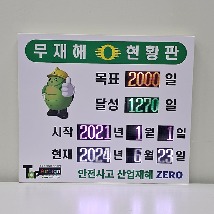 무재해 현황판
목표 2000 일
달성 1270 일
시작 2021 년 1 월 1 일
현재 2024 년 6 월 23 일
Top Design
안전사고 산업재해 ZERO